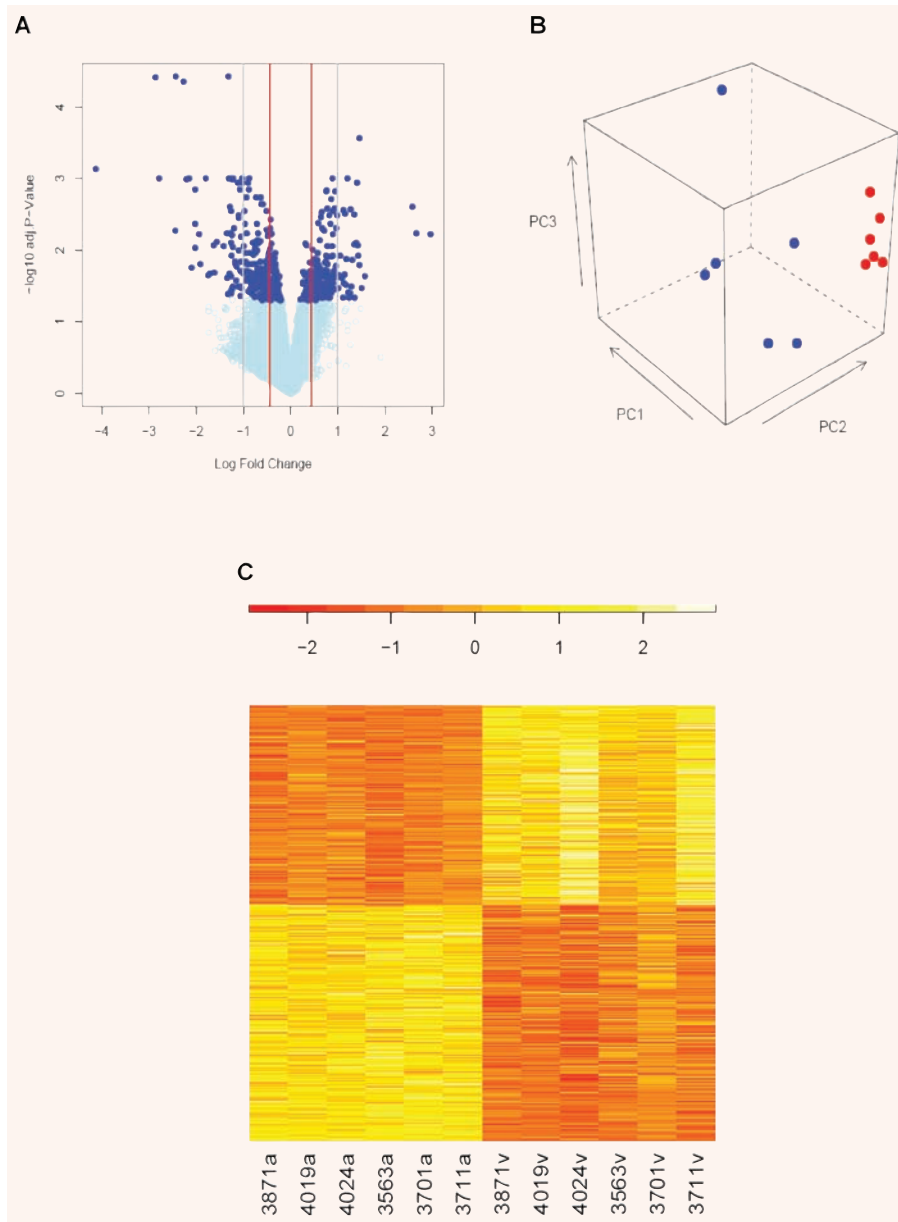 A
B
4
3
2
1
0
−log10 adj.P−Value
−4 −3 −2 −1 0 1 2 3
Log Fold Change
PC3
PC1
PC2
C
−2 −1 0 1 2
3871a
4019a
4024a
3563a
3701a
3711a
3871v
4019v
4024v
3563v
3701v
3711v